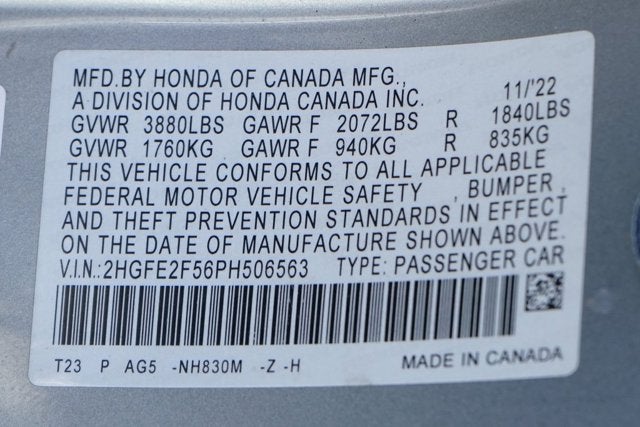 MFD.BY HONDA OF CANADA MFG., 11/'22
A DIVISION OF HONDA CANADA INC.
GVWR 3880LBS GAWR F 2072LBS R 1840LBS
GVWR 1760KG GAWR F 940KG R 835KG
THIS VEHICLE CONFORMS TO ALL APPLICABLE
FEDERAL MOTOR VEHICLE SAFETY , BUMPER ,
AND THEFT PREVENTION STANDARDS IN EFFECT
ON THE DATE OF MANUFACTURE SHOWN ABOVE.
V.I.N.:2HGFE2F56PH506563 TYPE: PASSENGER CAR
T23 P AG5 -NH830M -Z -H MADE IN CANADA